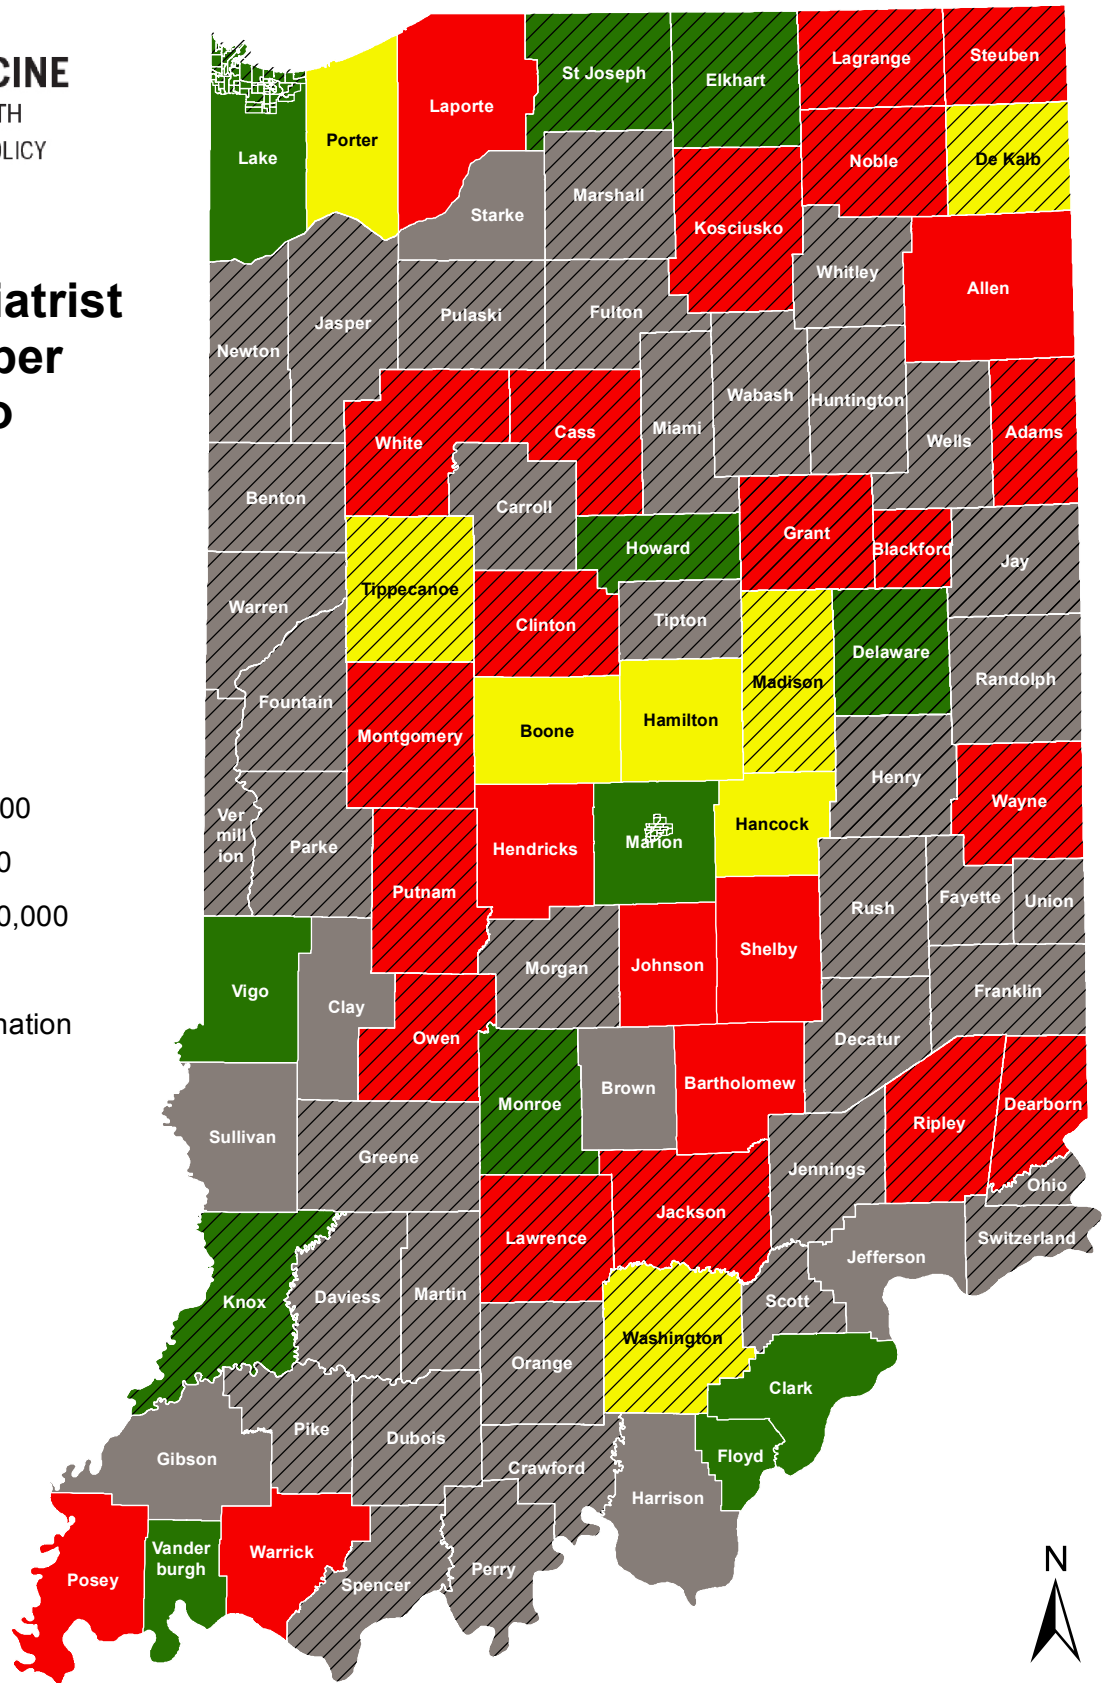 CINE
TH
OLICY
iatrist
per
o
00
0
0,000
nation
St Joseph
Elkhart
Lagrange
Steuben
Laporte
Porter
Lake
Noble
De Kalb
Marshall
Starke
Kosciusko
Whitley
Allen
Newton
Jasper
Pulaski
Fulton
Wabash
Huntington
Miami
White
Cass
Wells
Adams
Benton
Carroll
Grant
Blackford
Howard
Jay
Tippecanoe
Warren
Clinton
Tipton
Delaware
Randolph
Madison
Fountain
Montgomery
Boone
Hamilton
Henry
Wayne
Ver
mill
ion
Parke
Hendricks
Marion
Hancock
Putnam
Rush
Fayette
Union
Vigo
Clay
Morgan
Johnson
Shelby
Franklin
Owen
Decatur
Brown
Bartholomew
Monroe
Dearborn
Ripley
Sullivan
Greene
Jennings
Ohio
Jackson
Lawrence
Switzerland
Jefferson
Knox
Daviess
Martin
Scott
Washington
Orange
Clark
Pike
Dubois
Floyd
Gibson
Crawford
Harrison
Vander
burgh
Warrick
Posey
Spencer
Perry
N